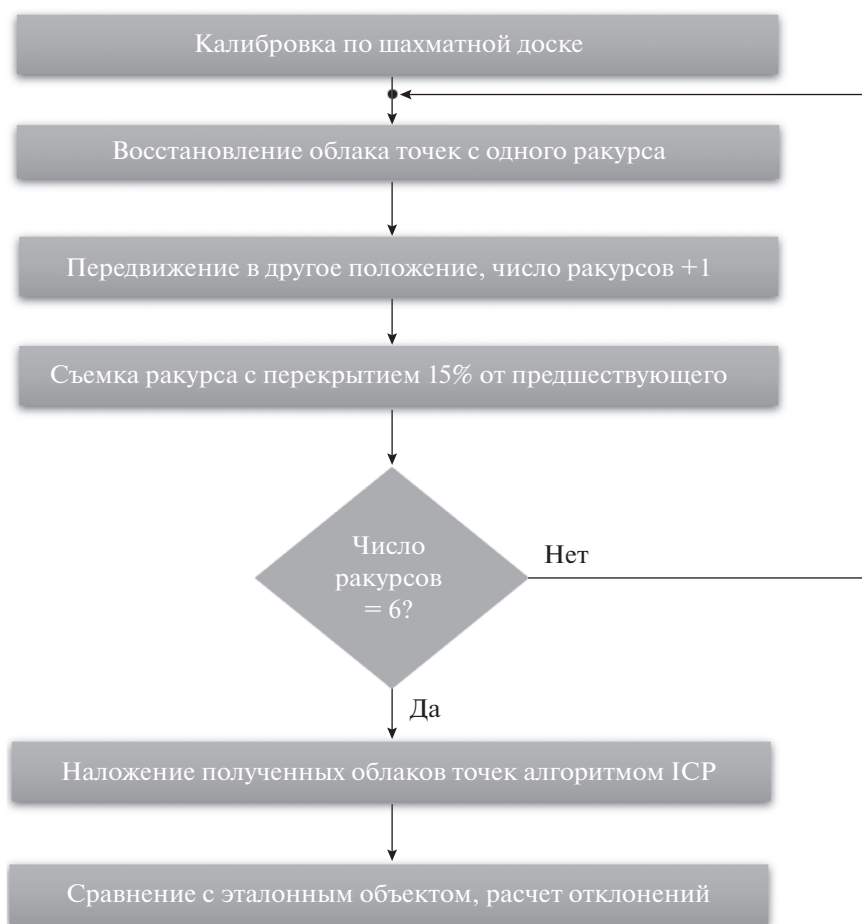 Калибровка по шахматной доске
Восстановление облака точек с одного ракурса
Передвижение в другое положение, число ракурсов +1
Съемка ракурса с перекрытием 15% от предшествующего
Число
ракурсов
= 6?
Нет
Да
Наложение полученных облаков точек алгоритмом ICP
Сравнение с эталонным объектом, расчет отклонений